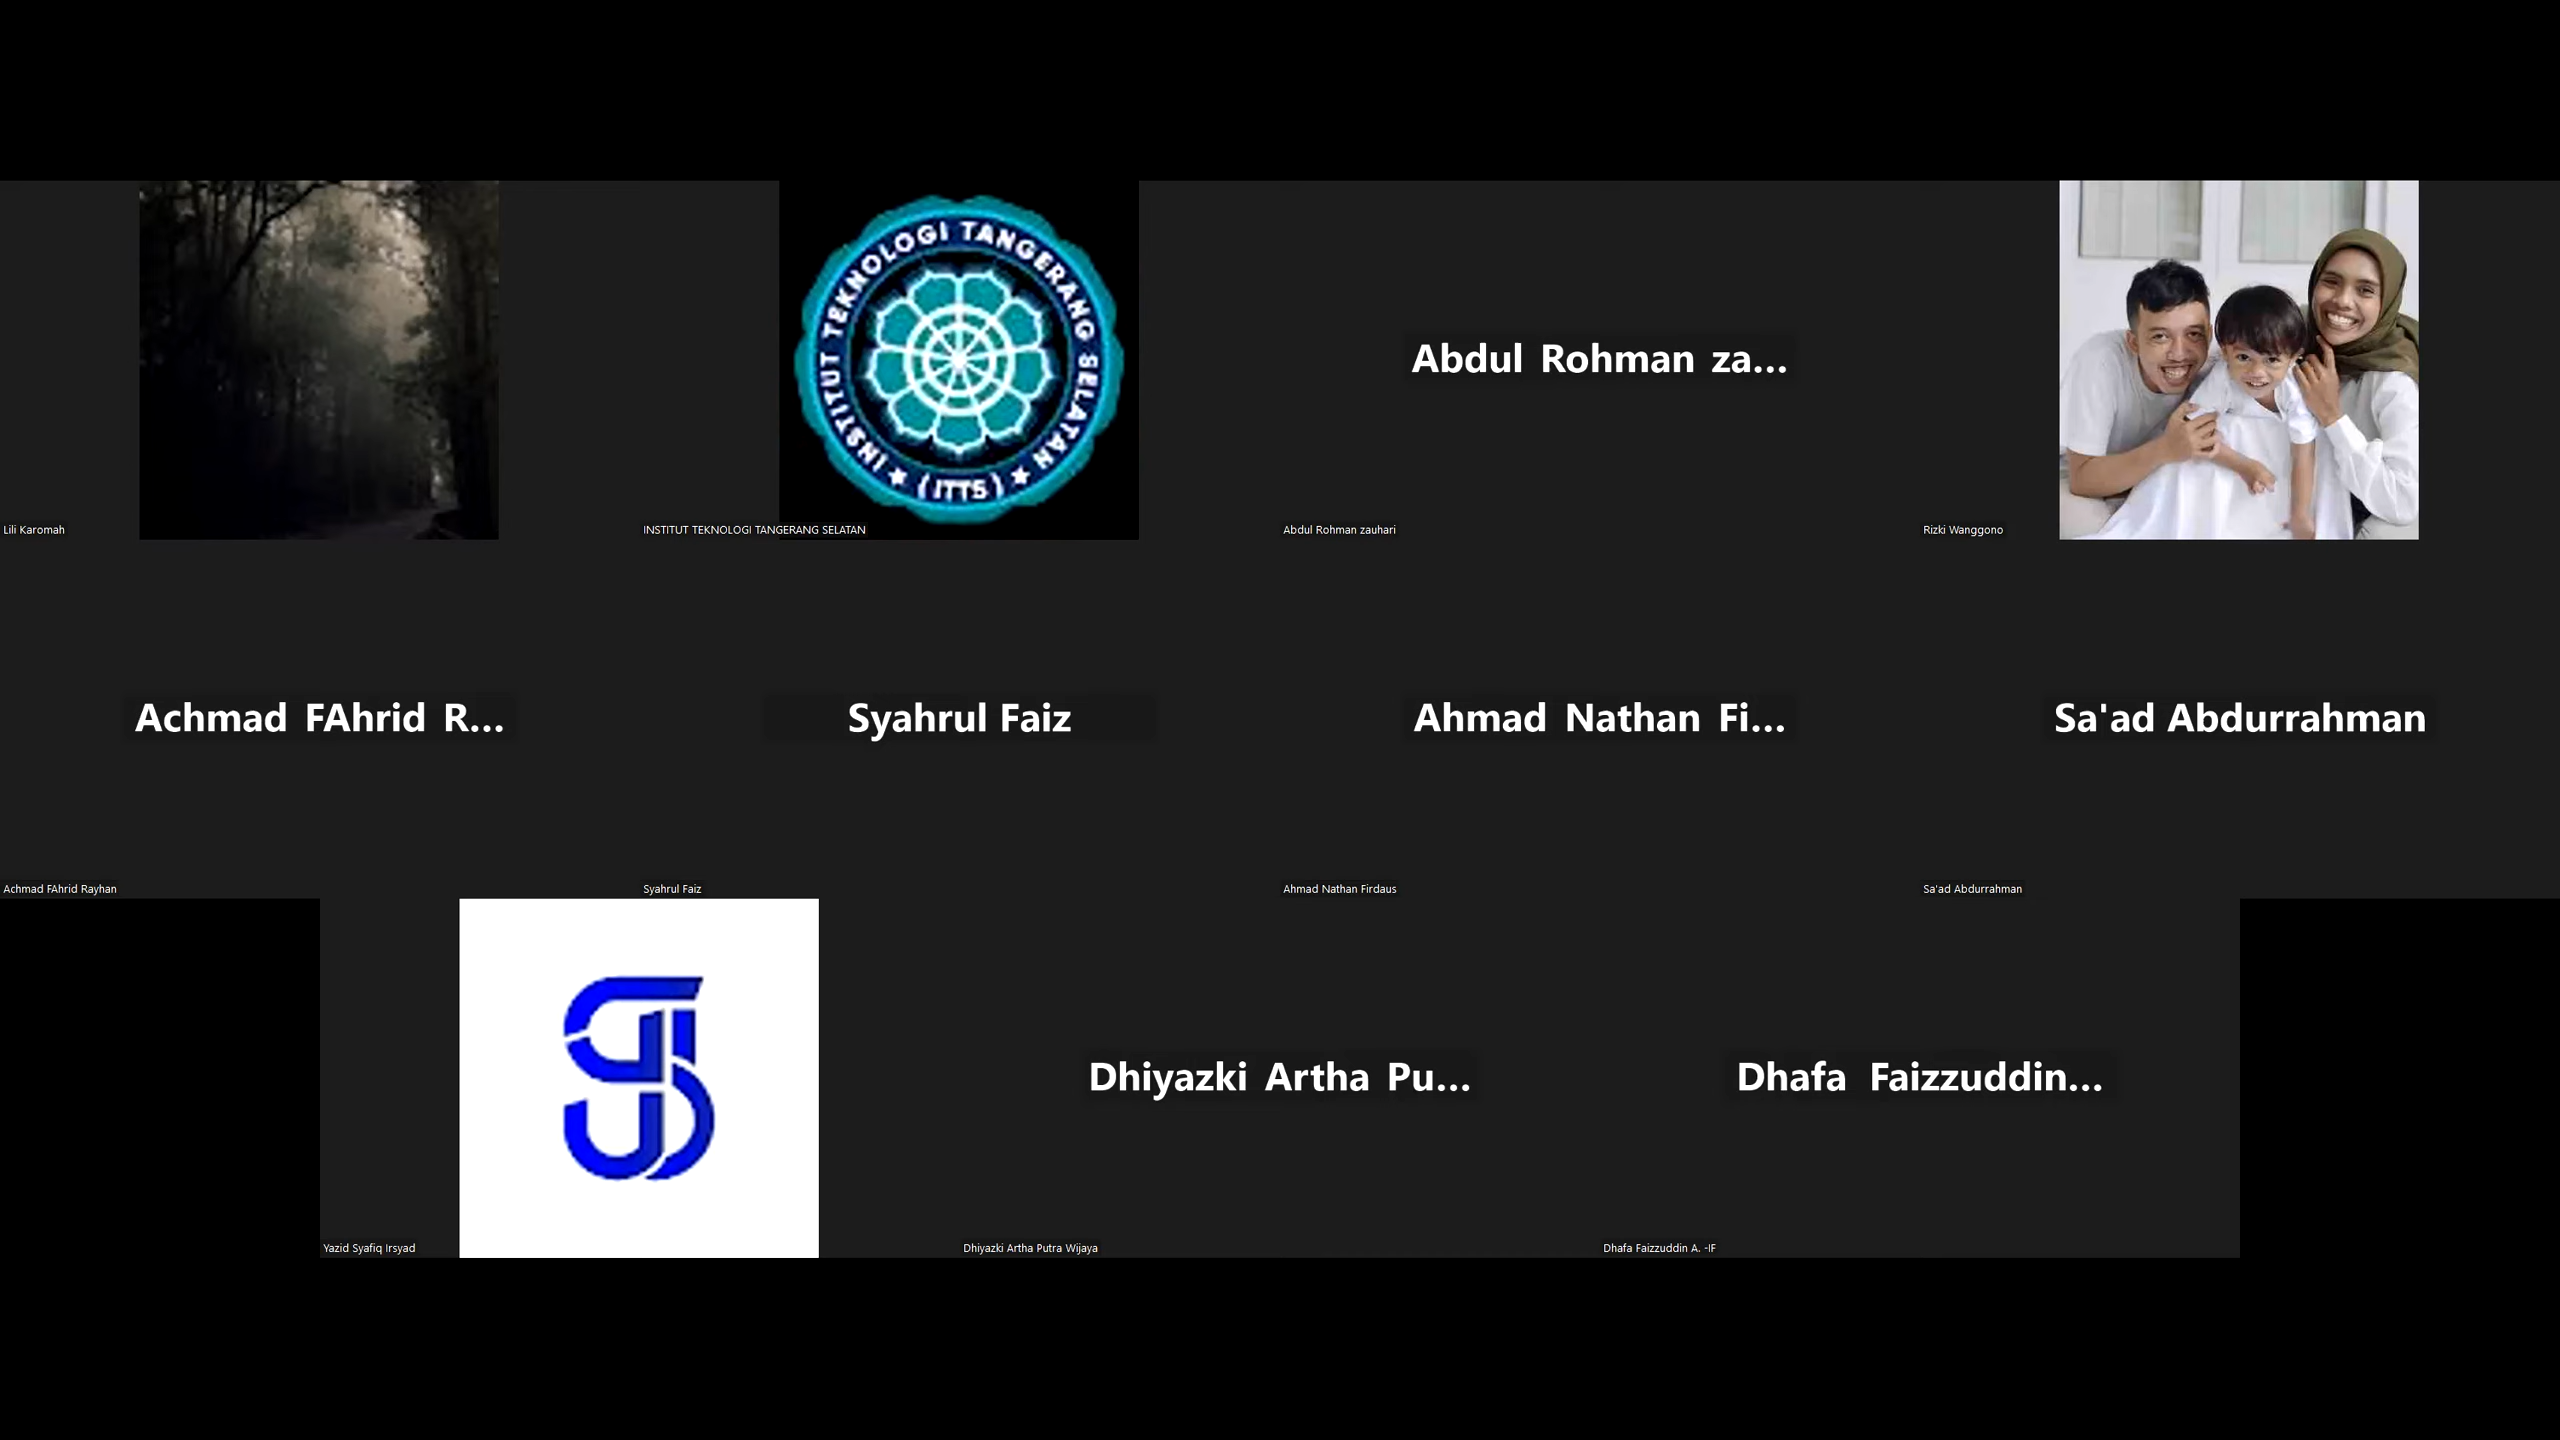 INSTITUT TEKNOLOGI TANGERANG SELATAN
(ITTS)
Abdul Rohman za...
Lili Karomah
INSTITUT TEKNOLOGI TANGERANG SELATAN
Abdul Rohman zauhari
Rizki Wanggono
Achmad FAhrid R...
Syahrul Faiz
Ahmad Nathan Fi...
Sa'ad Abdurrahman
Achmad FAhrid Rayhan
Syahrul Faiz
Ahmad Nathan Firdaus
Sa'ad Abdurrahman
Dhiyazki Artha Pu...
Dhafa Faizzuddin...
Yazid Syafiq Irsyad
Dhiyazki Artha Putra Wijaya
Dhafa Faizzuddin A. -IF